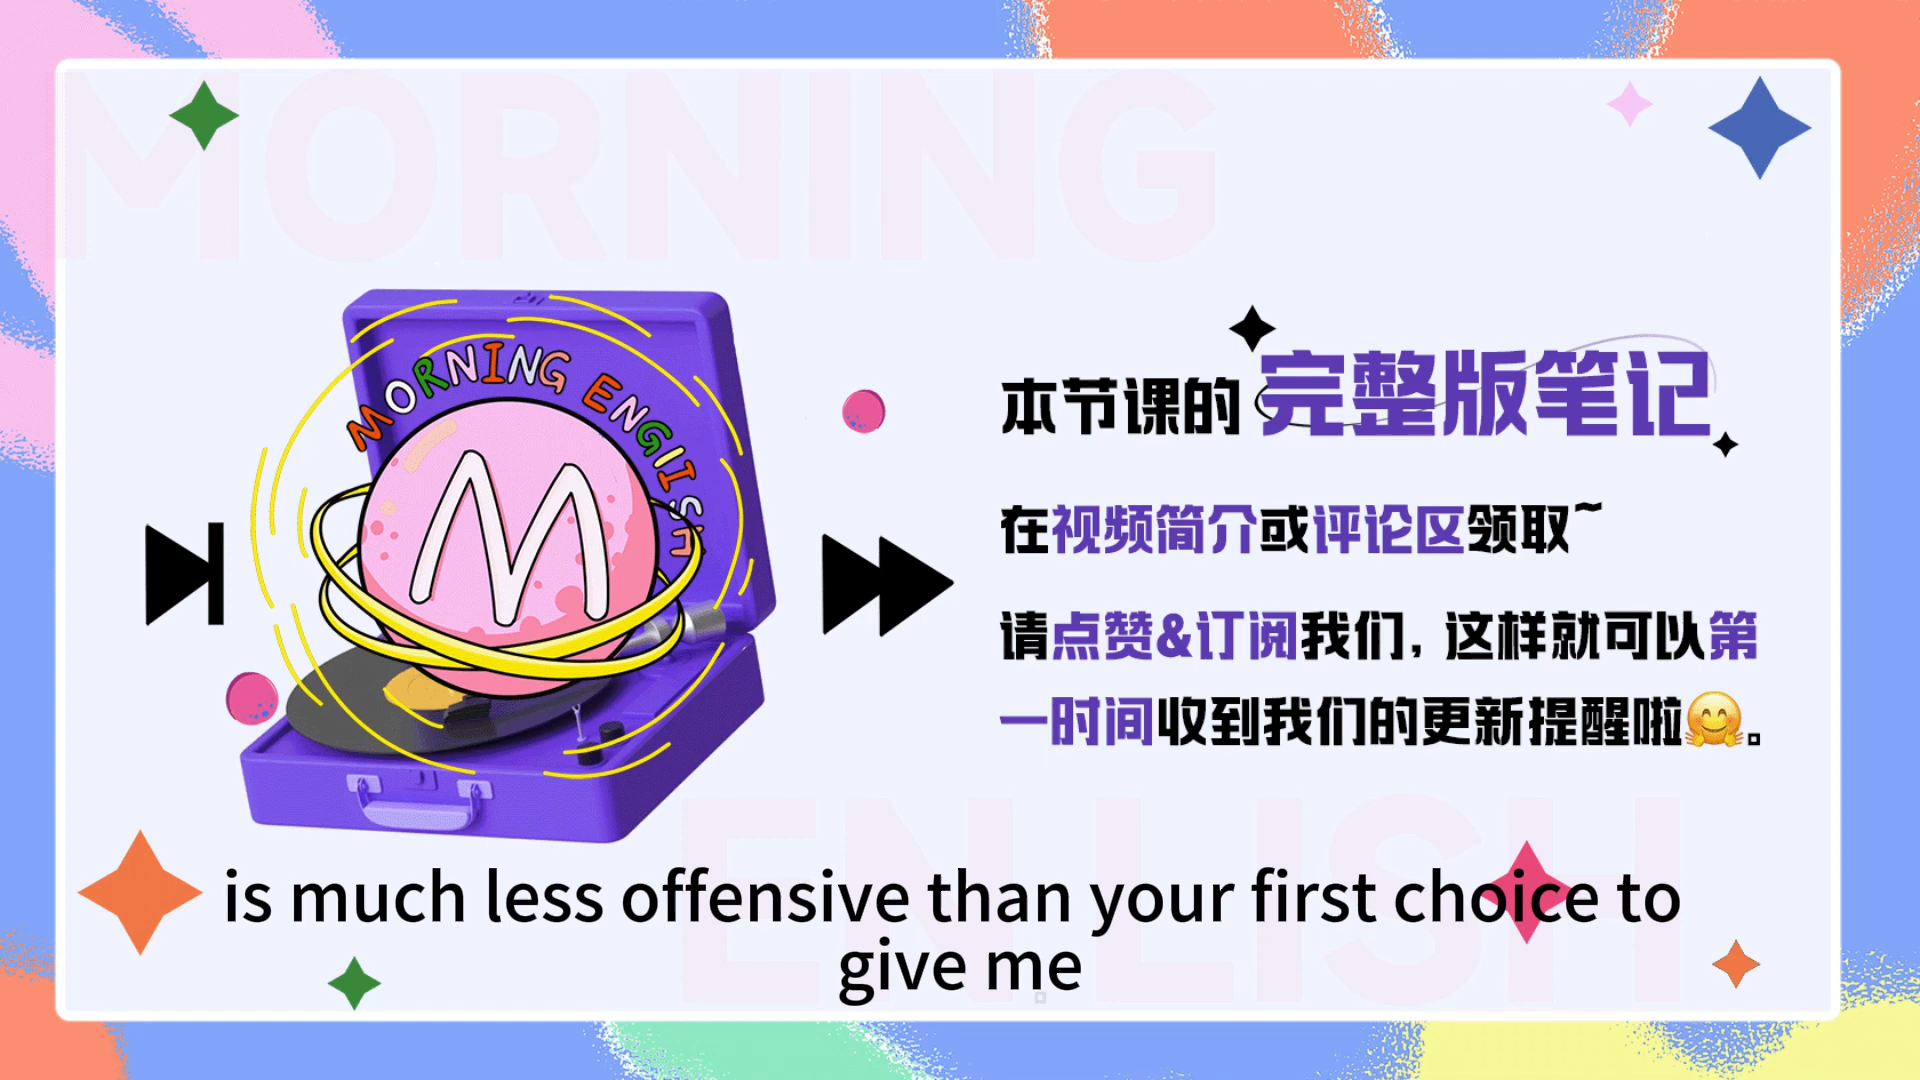 MORNING
MORNING ENGLISH
M
本节课的完整版笔记
在视频简介或评论区领取~
请点赞&订阅我们，这样就可以第
一时间收到我们的更新提醒啦🤗。
is much less offensive than your first choice to
give me